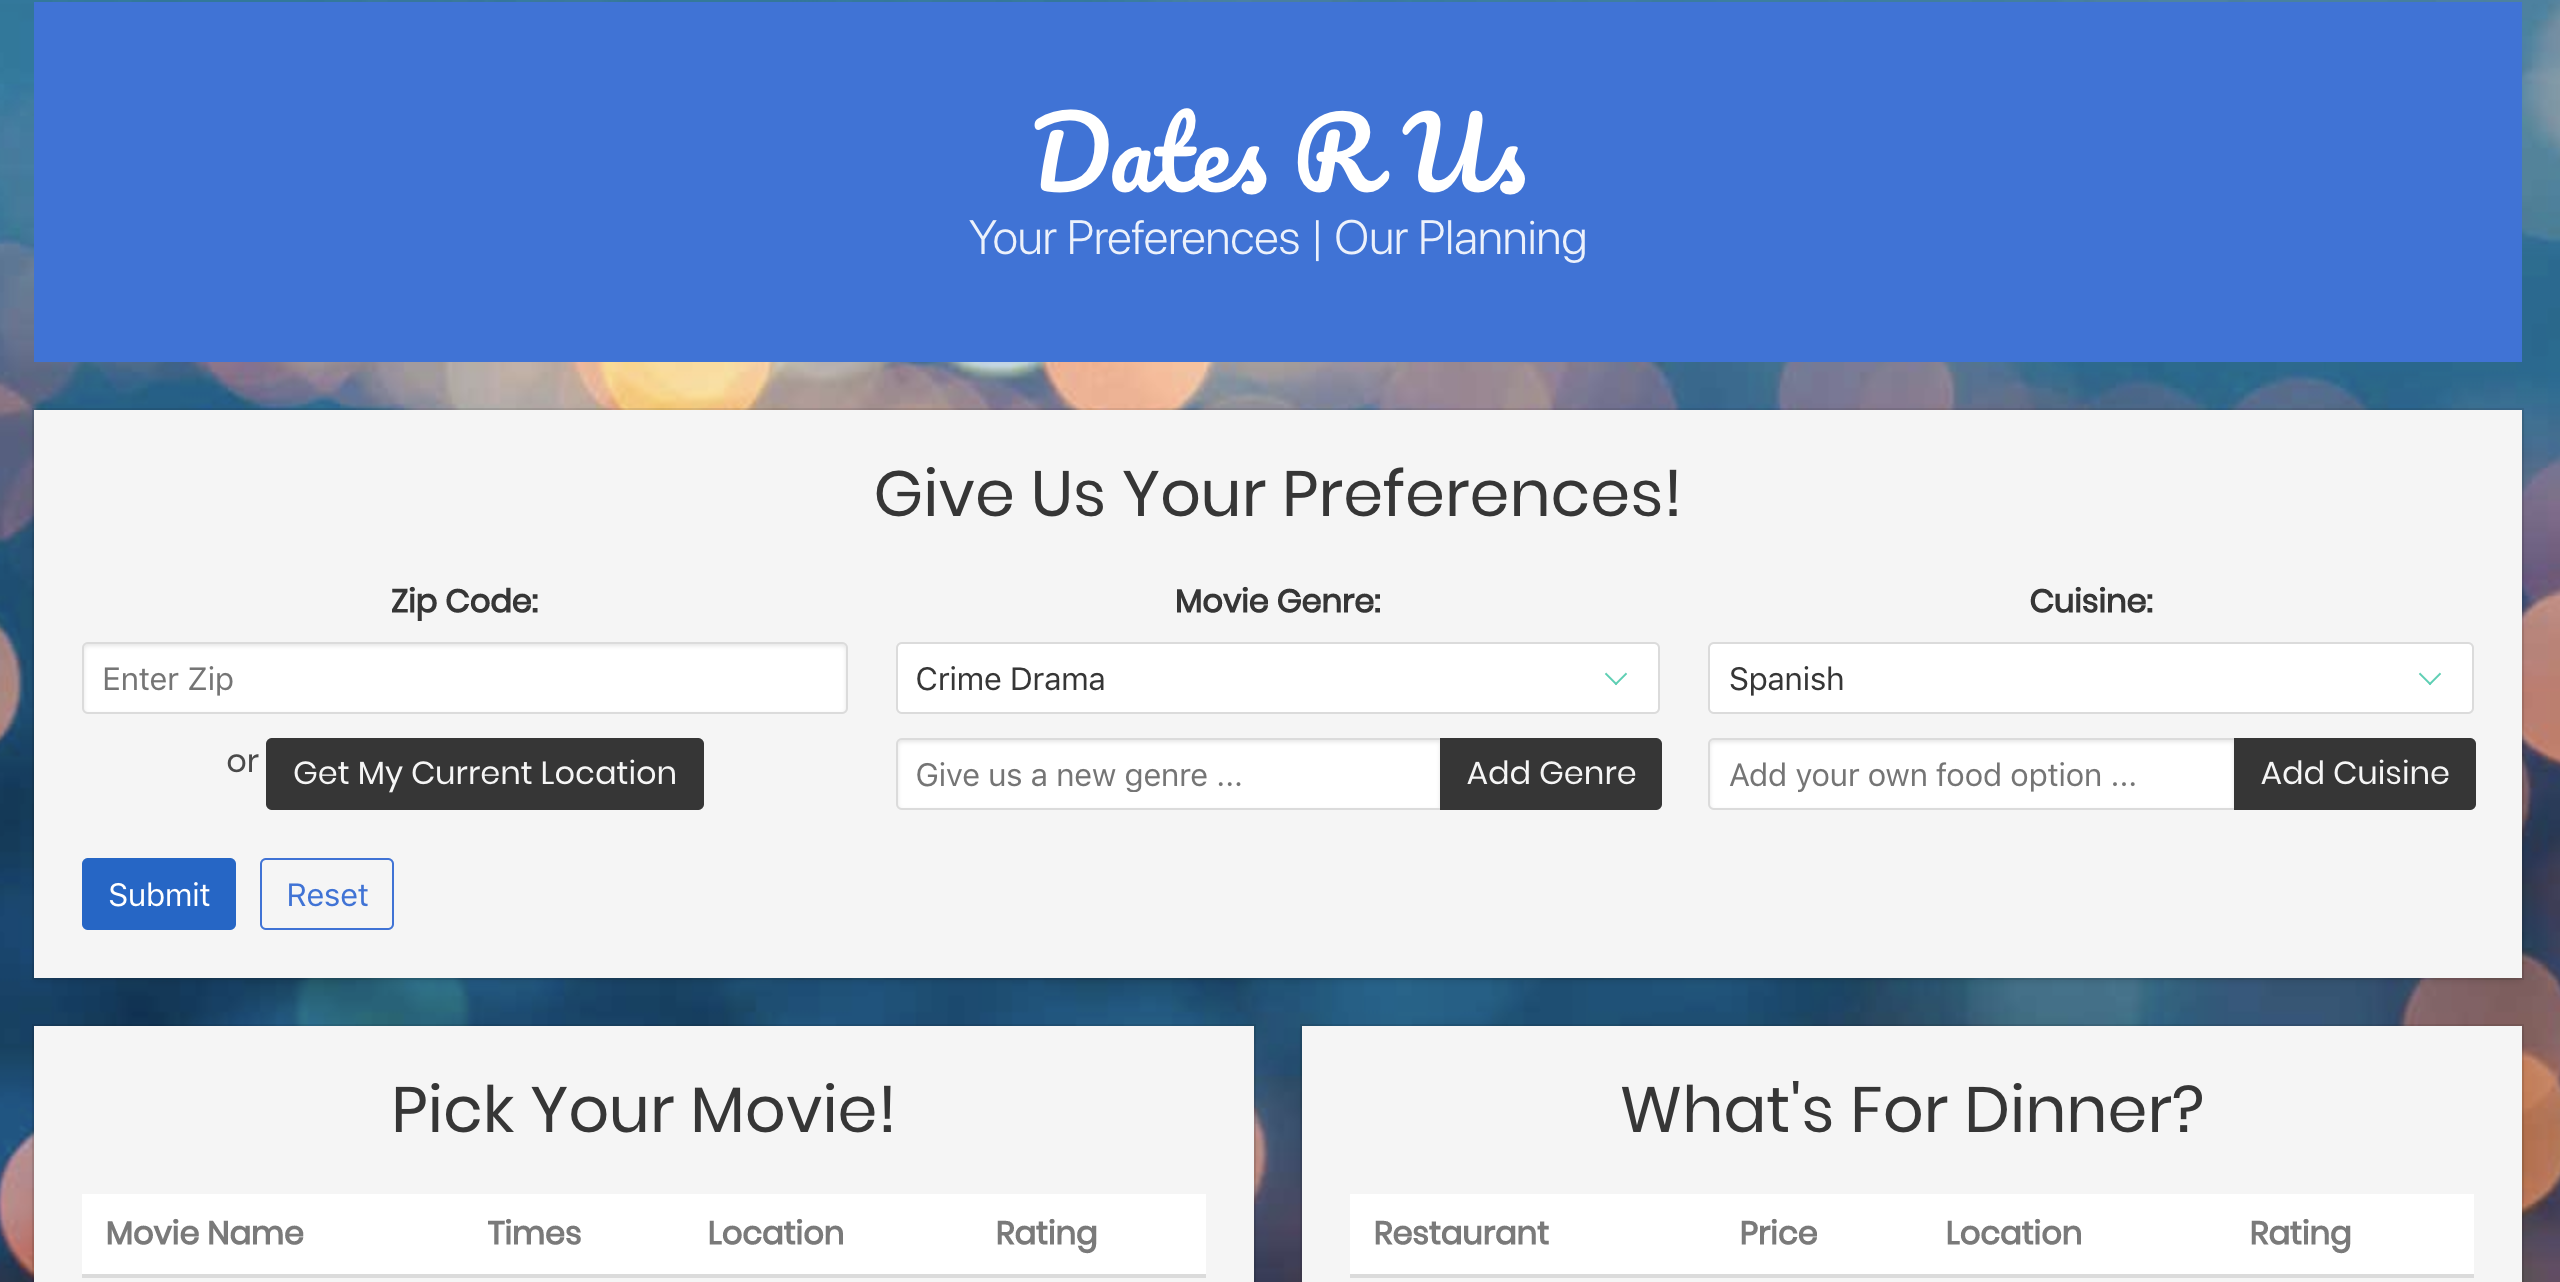 Dates R Us
Your Preferences | Our Planning
Give Us Your Preferences!
Zip Code:
Movie Genre:
Cuisine:
Enter Zip
Crime Drama
Spanish
or Get My Current Location
Give us a new genre ...
Add Genre
Add your own food option ...
Add Cuisine
Submit
Reset
Pick Your Movie!
What's For Dinner?
Movie Name Times Location Rating
Restaurant Price Location Rating